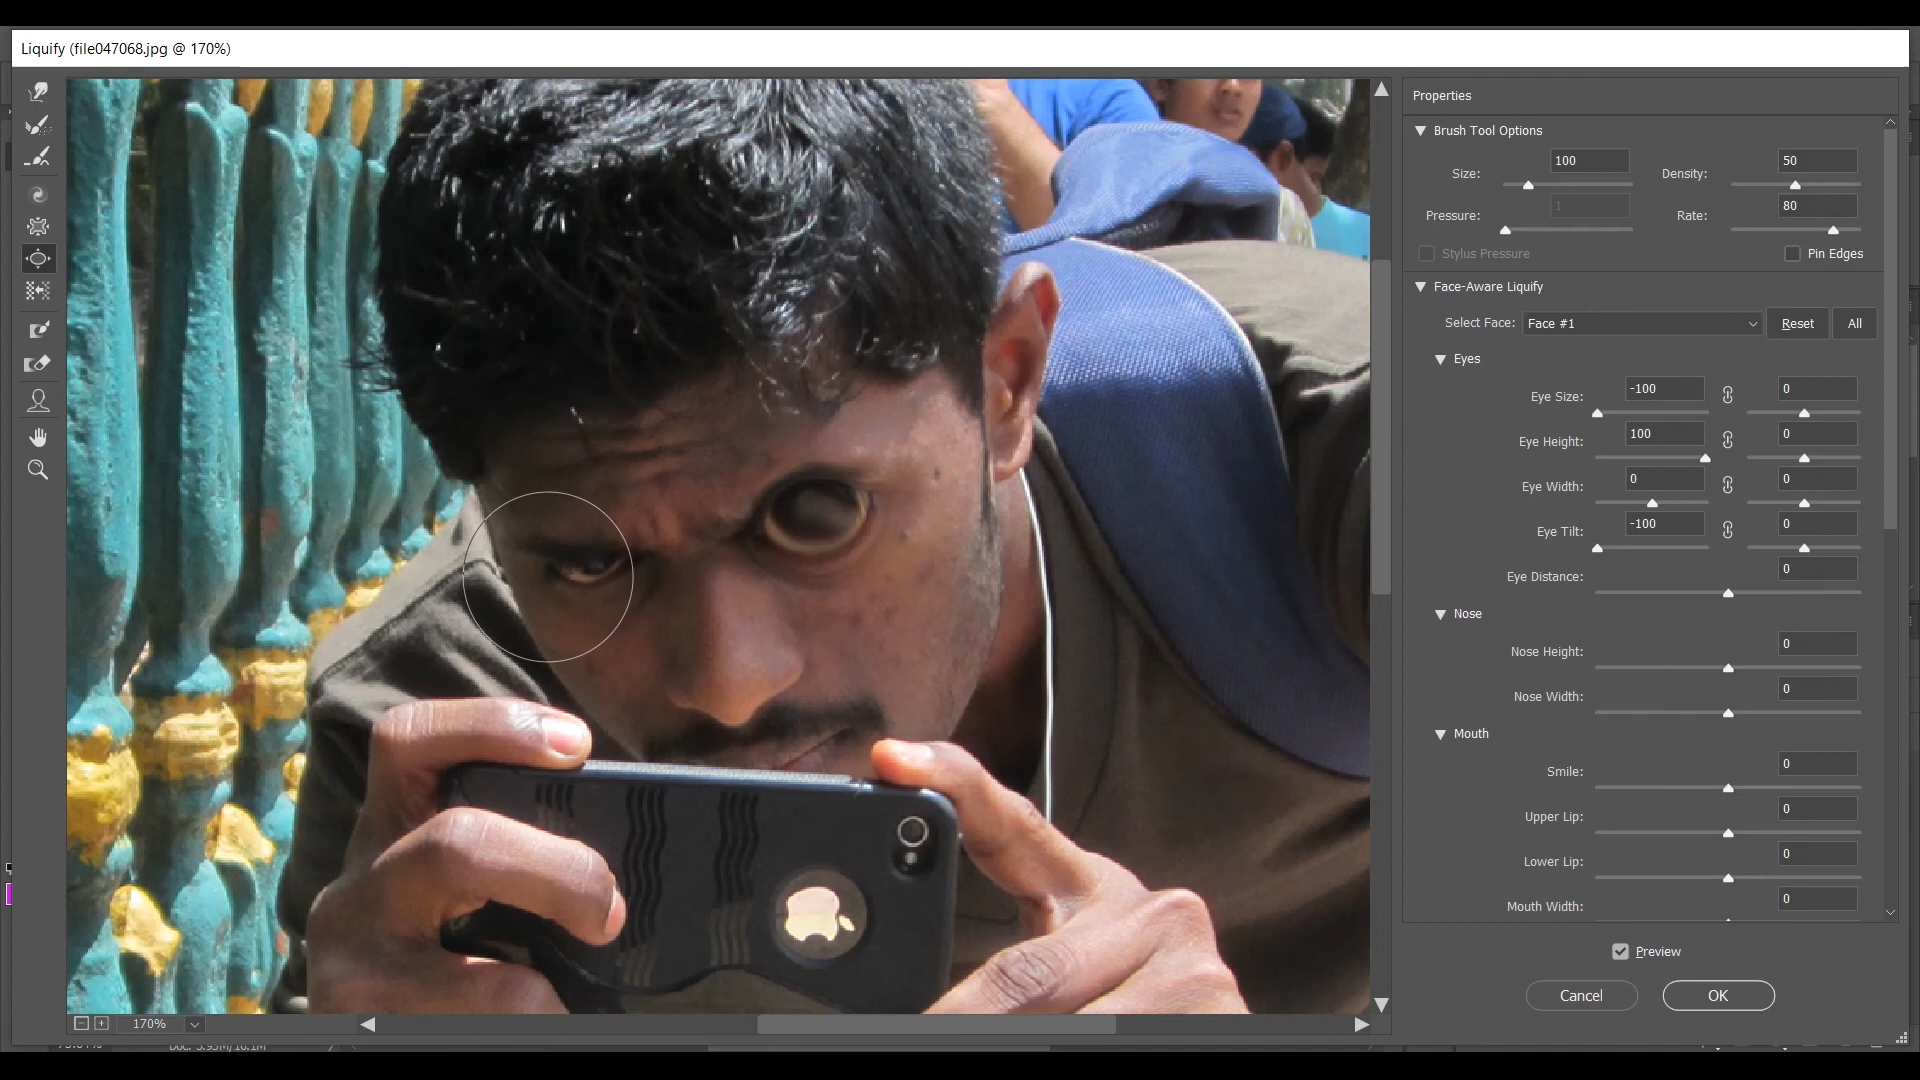 Liquify (file047068.jpg @ 170%)
Properties
Brush Tool Options
Size: 100
Density: 50
Pressure: 1
Rate: 80
Stylus Pressure
Pin Edges
Face-Aware Liquify
Select Face: Face #1 Reset All
Eyes
Eye Size: -100 0
Eye Height: 100 0
Eye Width: 0 0
Eye Tilt: -100 0
Eye Distance: 0
Nose
Nose Height: 0
Nose Width: 0
Mouth
Smile: 0
Upper Lip: 0
Lower Lip: 0
Mouth Width: 0
Preview
Cancel OK
170%